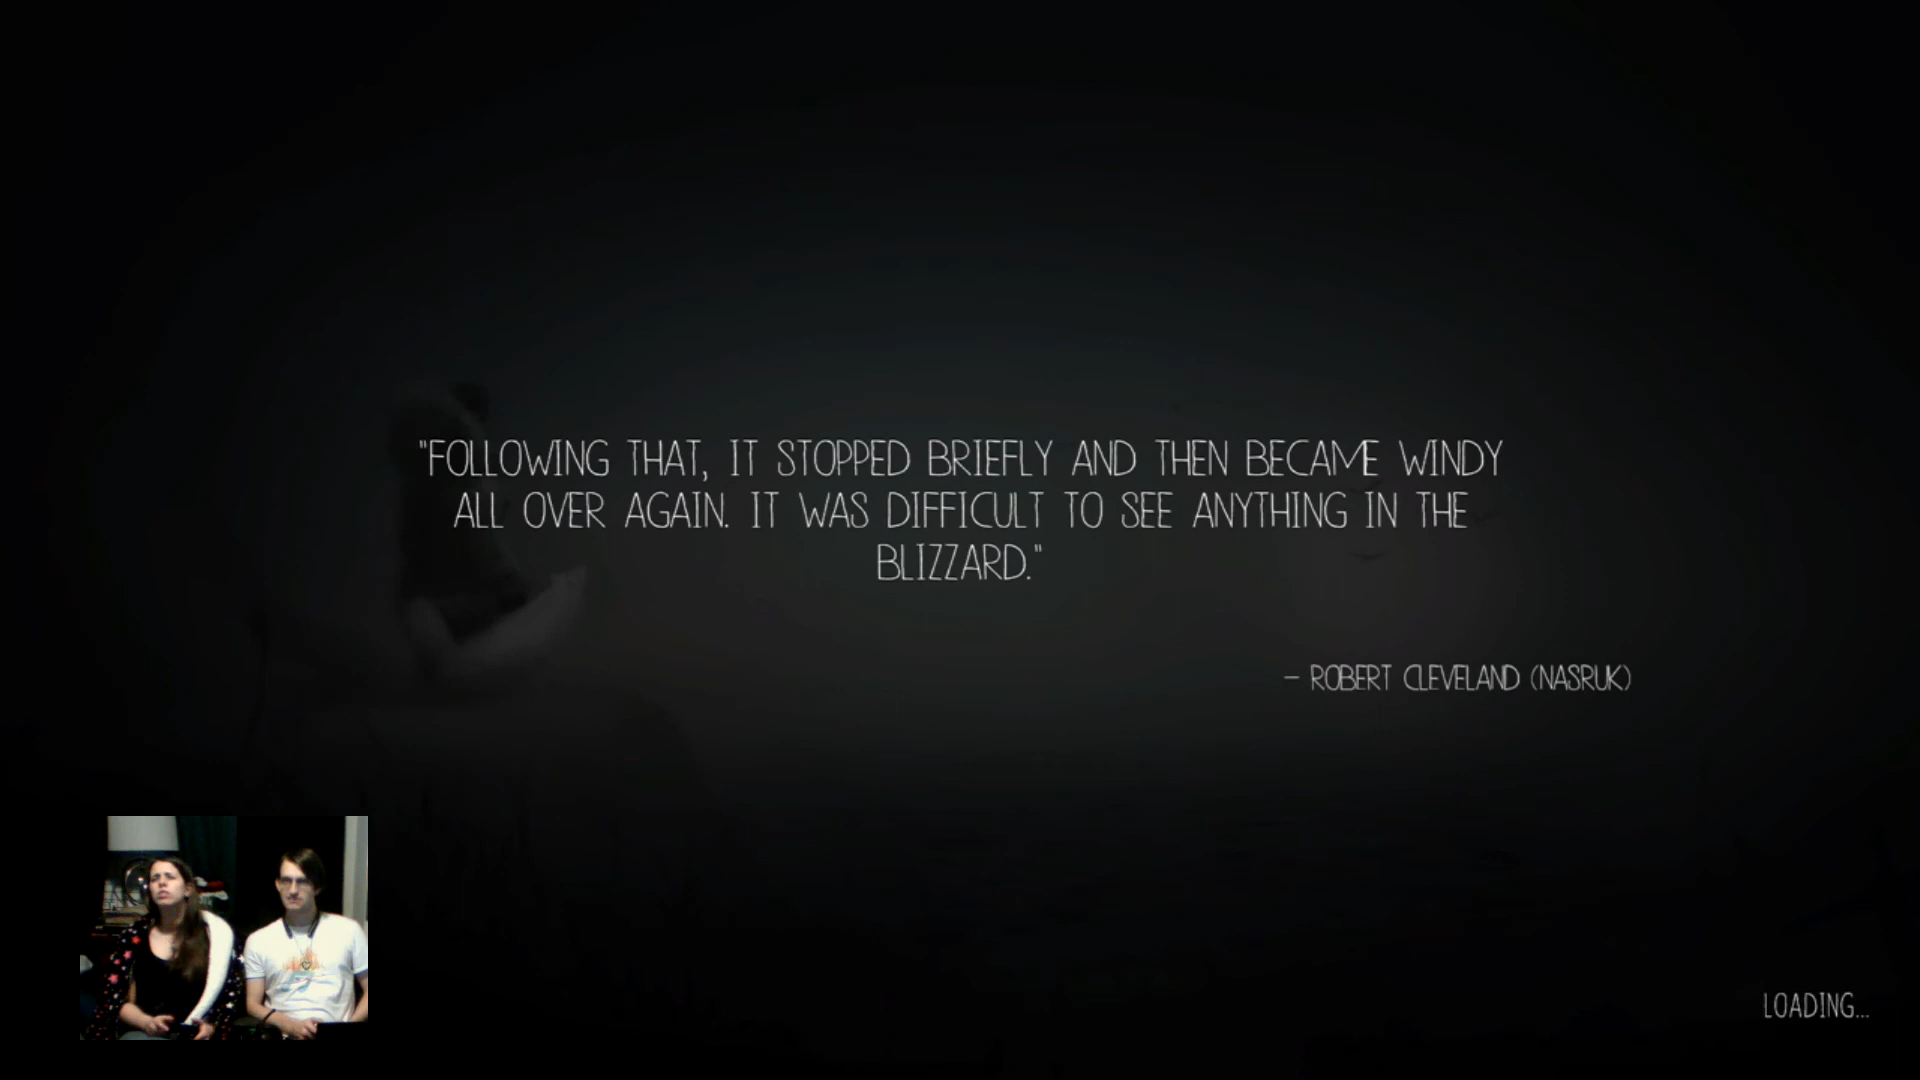 "FOLLOWING THAT, IT STOPPED BRIEFLY AND THEN BECAME WINDY
ALL OVER AGAIN. IT WAS DIFFICULT TO SEE ANYTHING IN THE
BLIZZARD."
– ROBERT CLEVELAND (NASRUK)
LOADING...